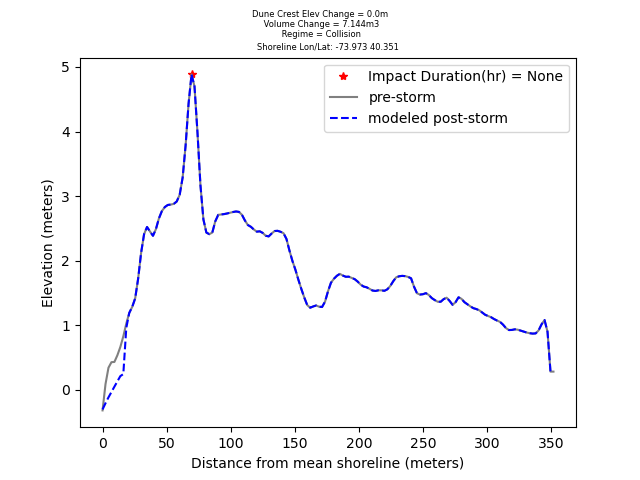 Dune Crest Elev Change = 0.0m
Volume Change = 7.144m3
Regime = Collision
Shoreline Lon/Lat: -73.973 40.351
Impact Duration(hr) = None
pre-storm
modeled post-storm
Elevation (meters)
5
4
3
2
1
0
0 50 100 150 200 250 300 350
Distance from mean shoreline (meters)